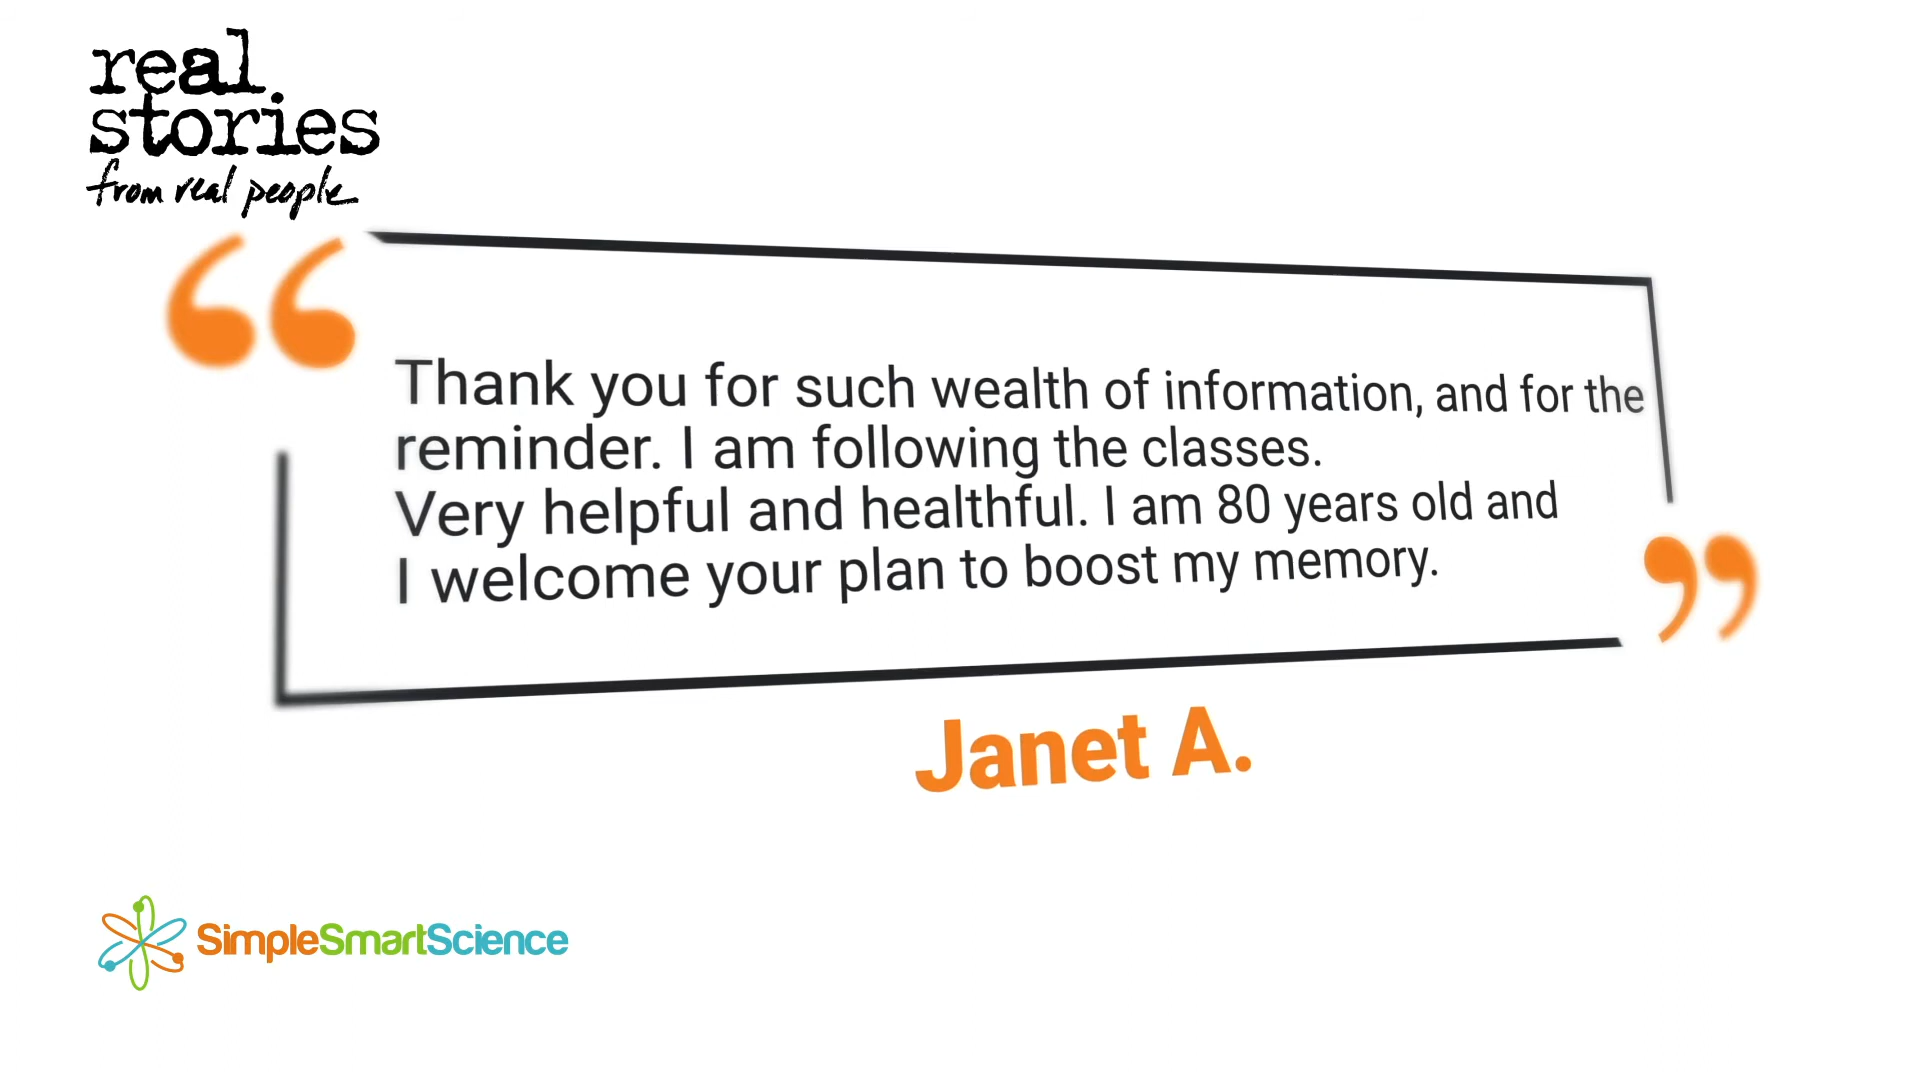 real
stories
from real people
“
Thank you for such wealth of information, and for the
reminder. I am following the classes.
Very helpful and healthful. I am 80 years old and
I welcome your plan to boost my memory.
”
Janet A.
SimpleSmartScience